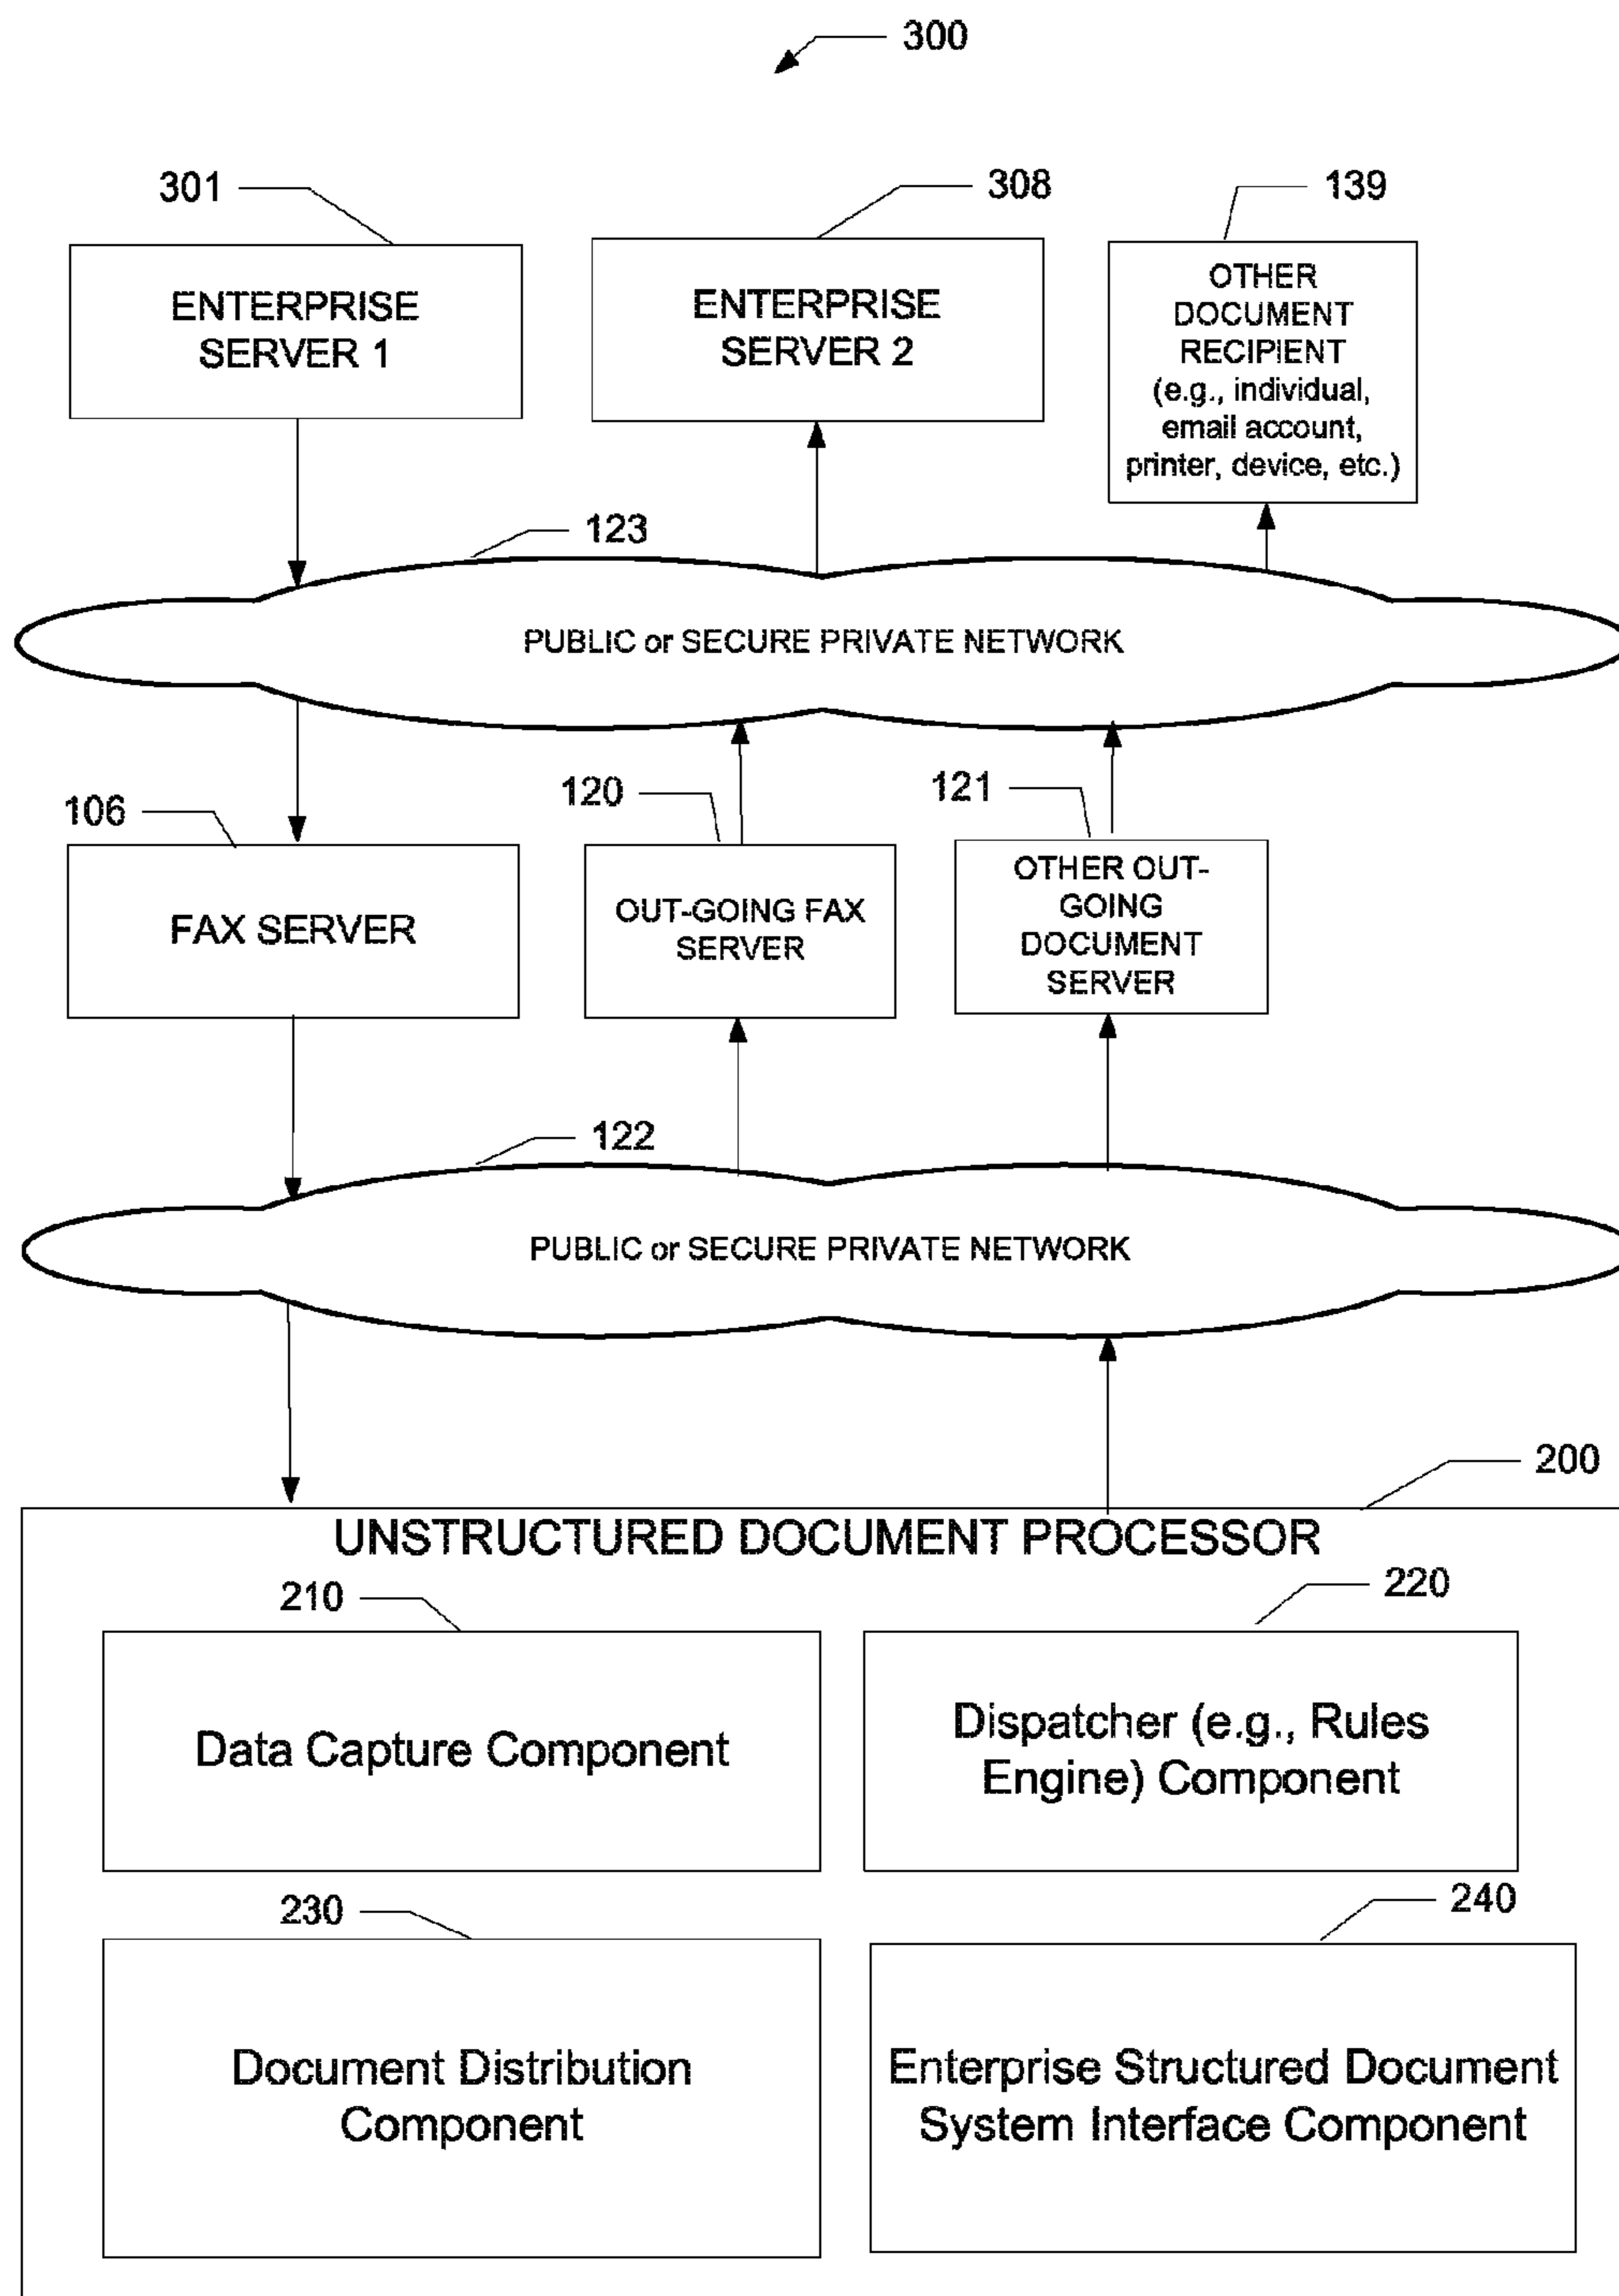 300
301
308
139
ENTERPRISE
SERVER 1
ENTERPRISE
SERVER 2
OTHER
DOCUMENT
RECIPIENT
(e.g., individual,
email account,
printer, device, etc.)
123
PUBLIC or SECURE PRIVATE NETWORK
106
120
121
FAX SERVER
OUT-GOING FAX
SERVER
OTHER OUT-
GOING
DOCUMENT
SERVER
122
PUBLIC or SECURE PRIVATE NETWORK
200
UNSTRUCTURED DOCUMENT PROCESSOR
210
220
Data Capture Component
Dispatcher (e.g., Rules
Engine) Component
230
240
Document Distribution
Component
Enterprise Structured Document
System Interface Component